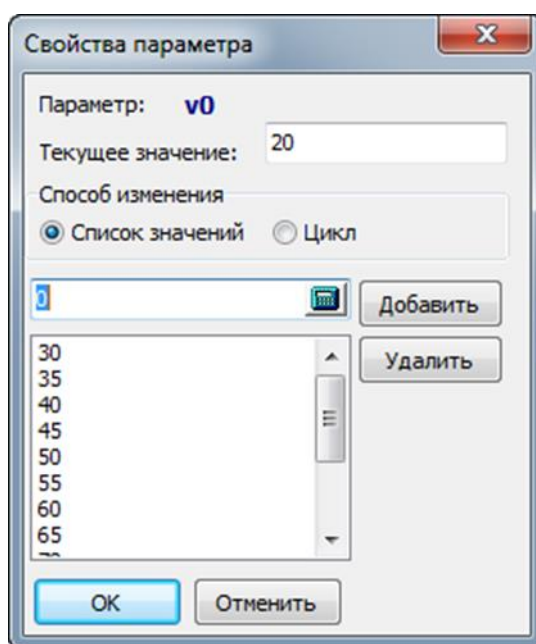 Свойства параметра
Параметр: v0
Текущее значение: 20
Способ изменения
Список значений Цикл
0 Добавить
Удалить
30
35
40
45
50
55
60
65
OK Отменить